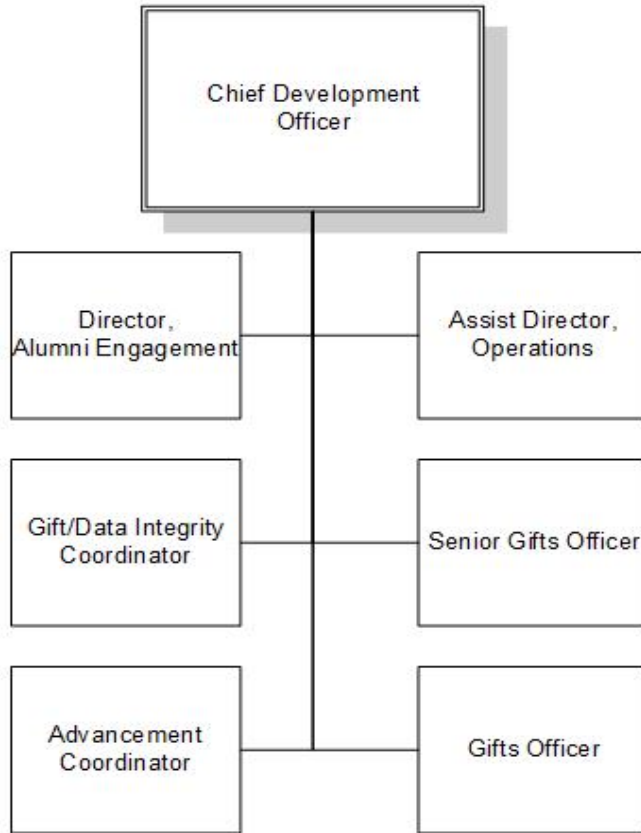 Chief Development
Officer
Director,
Alumni Engagement
Assist Director,
Operations
Gift/Data Integrity
Coordinator
Senior Gifts Officer
Advancement
Coordinator
Gifts Officer